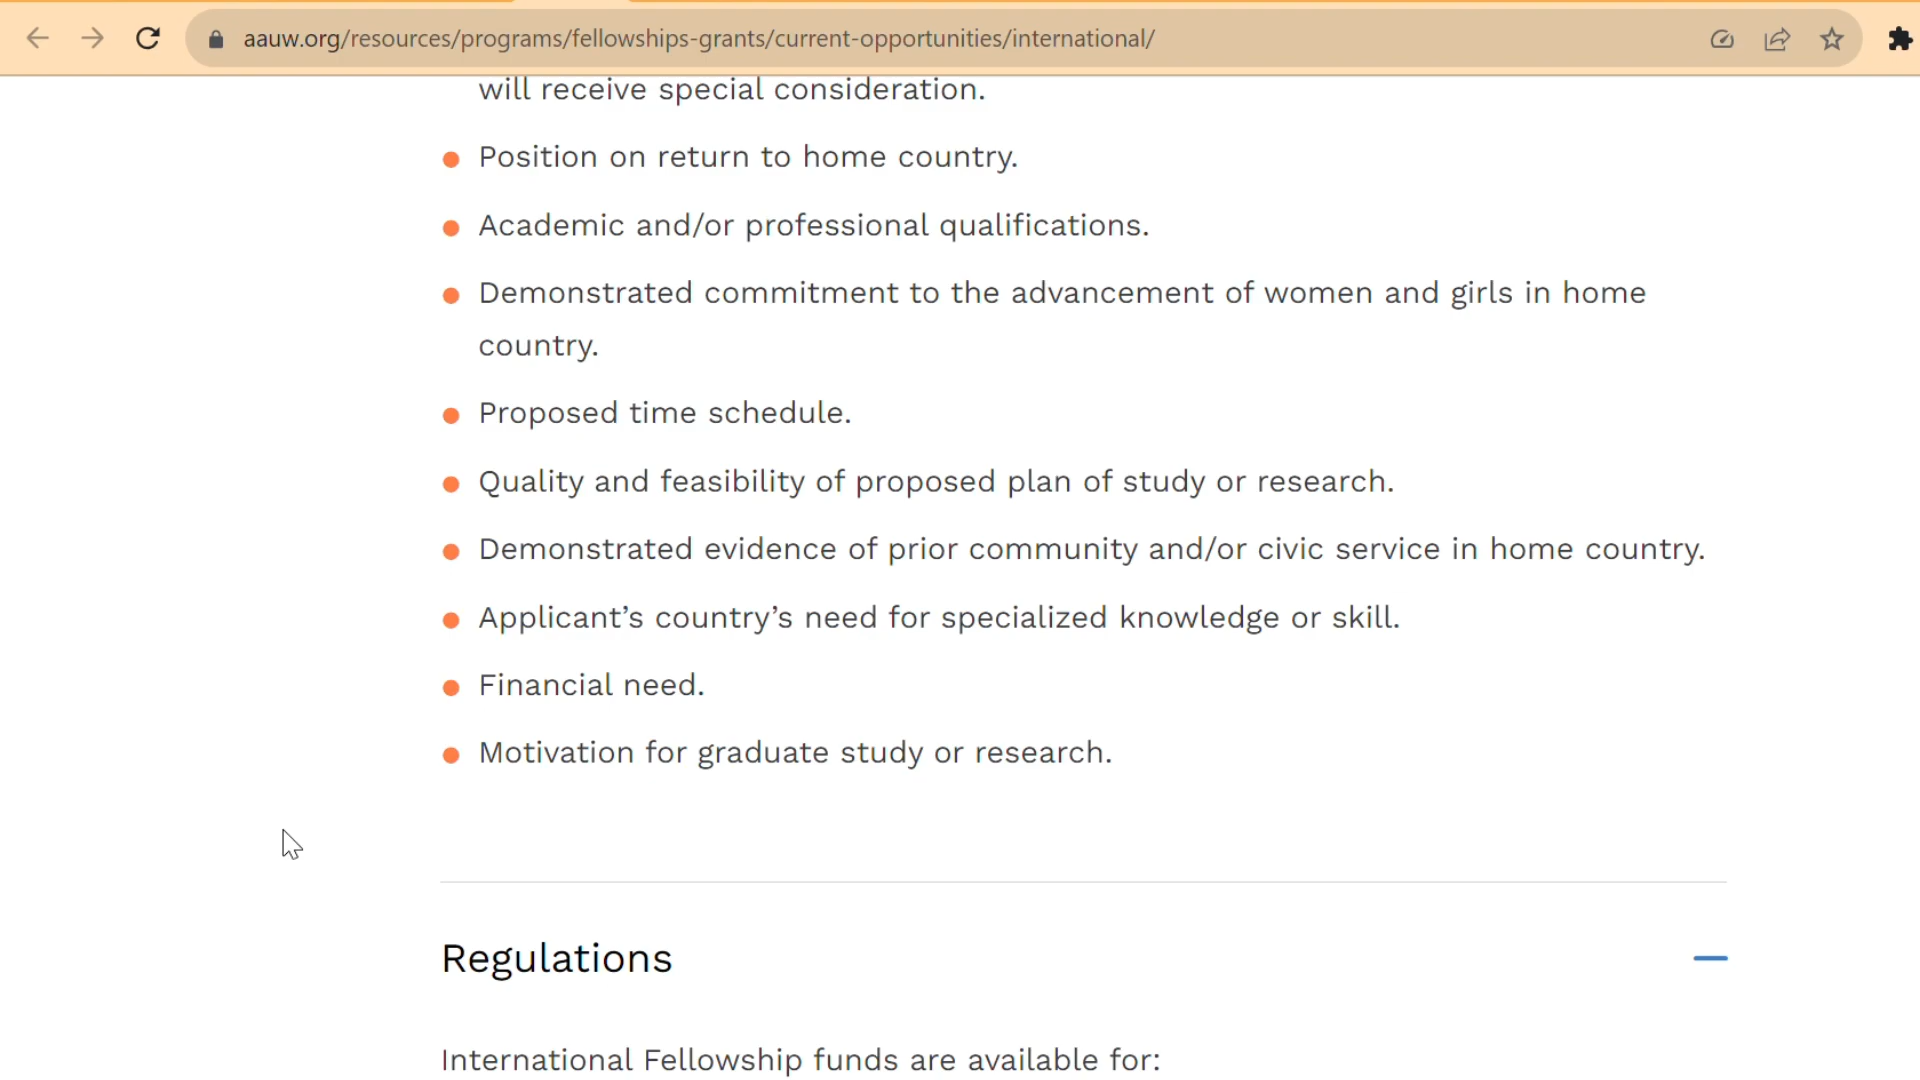 aauw.org/resources/programs/fellowships-grants/current-opportunities/international/
will receive special consideration.
Position on return to home country.
Academic and/or professional qualifications.
Demonstrated commitment to the advancement of women and girls in home
country.
Proposed time schedule.
Quality and feasibility of proposed plan of study or research.
Demonstrated evidence of prior community and/or civic service in home country.
Applicant’s country’s need for specialized knowledge or skill.
Financial need.
Motivation for graduate study or research.
Regulations
International Fellowship funds are available for: